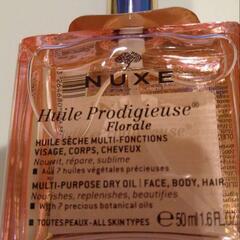 NUXE
Huile Prodigieuse®
Florale
HUILE SÈCHE MULTI-FONCTIONS
VISAGE, CORPS, CHEVEUX
Nourrit, répare, sublime
• Aux 7 huiles végétales précieuses
MULTI-PURPOSE DRY OIL | FACE, BODY, HAIR
Nourishes, replenishes, beautifies
• With 7 precious botanical oils
• TOUTES PEAUX - ALL SKIN TYPES • ℮ 50 ml 1.6 Fl.